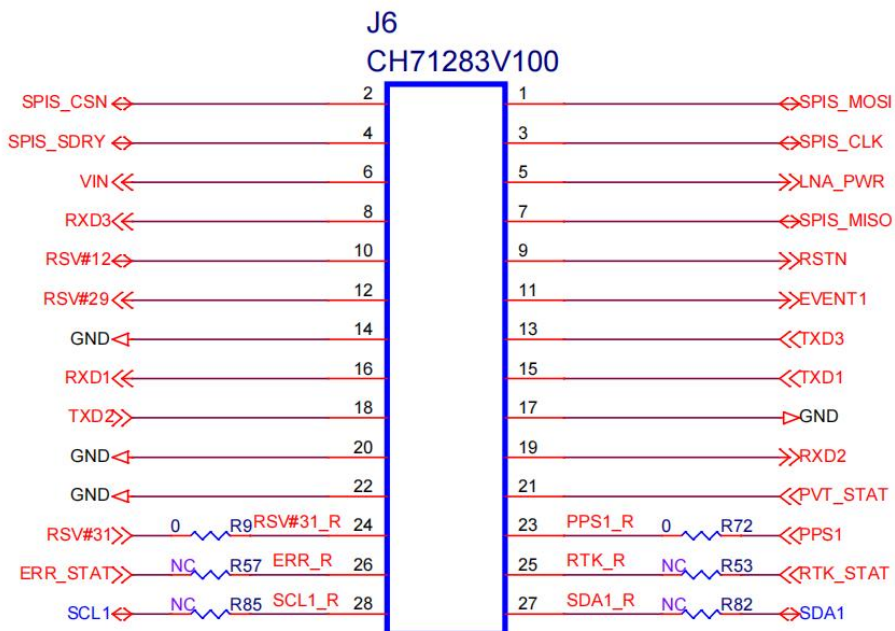 J6
CH71283V100
SPIS_CSN 2 1 SPIS_MOSI
SPIS_SDRY 4 3 SPIS_CLK
VIN 6 5 LNA_PWR
RXD3 8 7 SPIS_MISO
RSV#12 10 9 RSTN
RSV#29 12 11 EVENT1
GND 14 13 TXD3
RXD1 16 15 TXD1
TXD2 18 17 GND
GND 20 19 RXD2
GND 22 21 PVT_STAT
RSV#31 0 R9 RSV#31_R 24 23 PPS1_R 0 R72 PPS1
ERR_STAT NC R57 ERR_R 26 25 RTK_R NC R53 RTK_STAT
SCL1 NC R85 SCL1_R 28 27 SDA1_R NC R82 SDA1